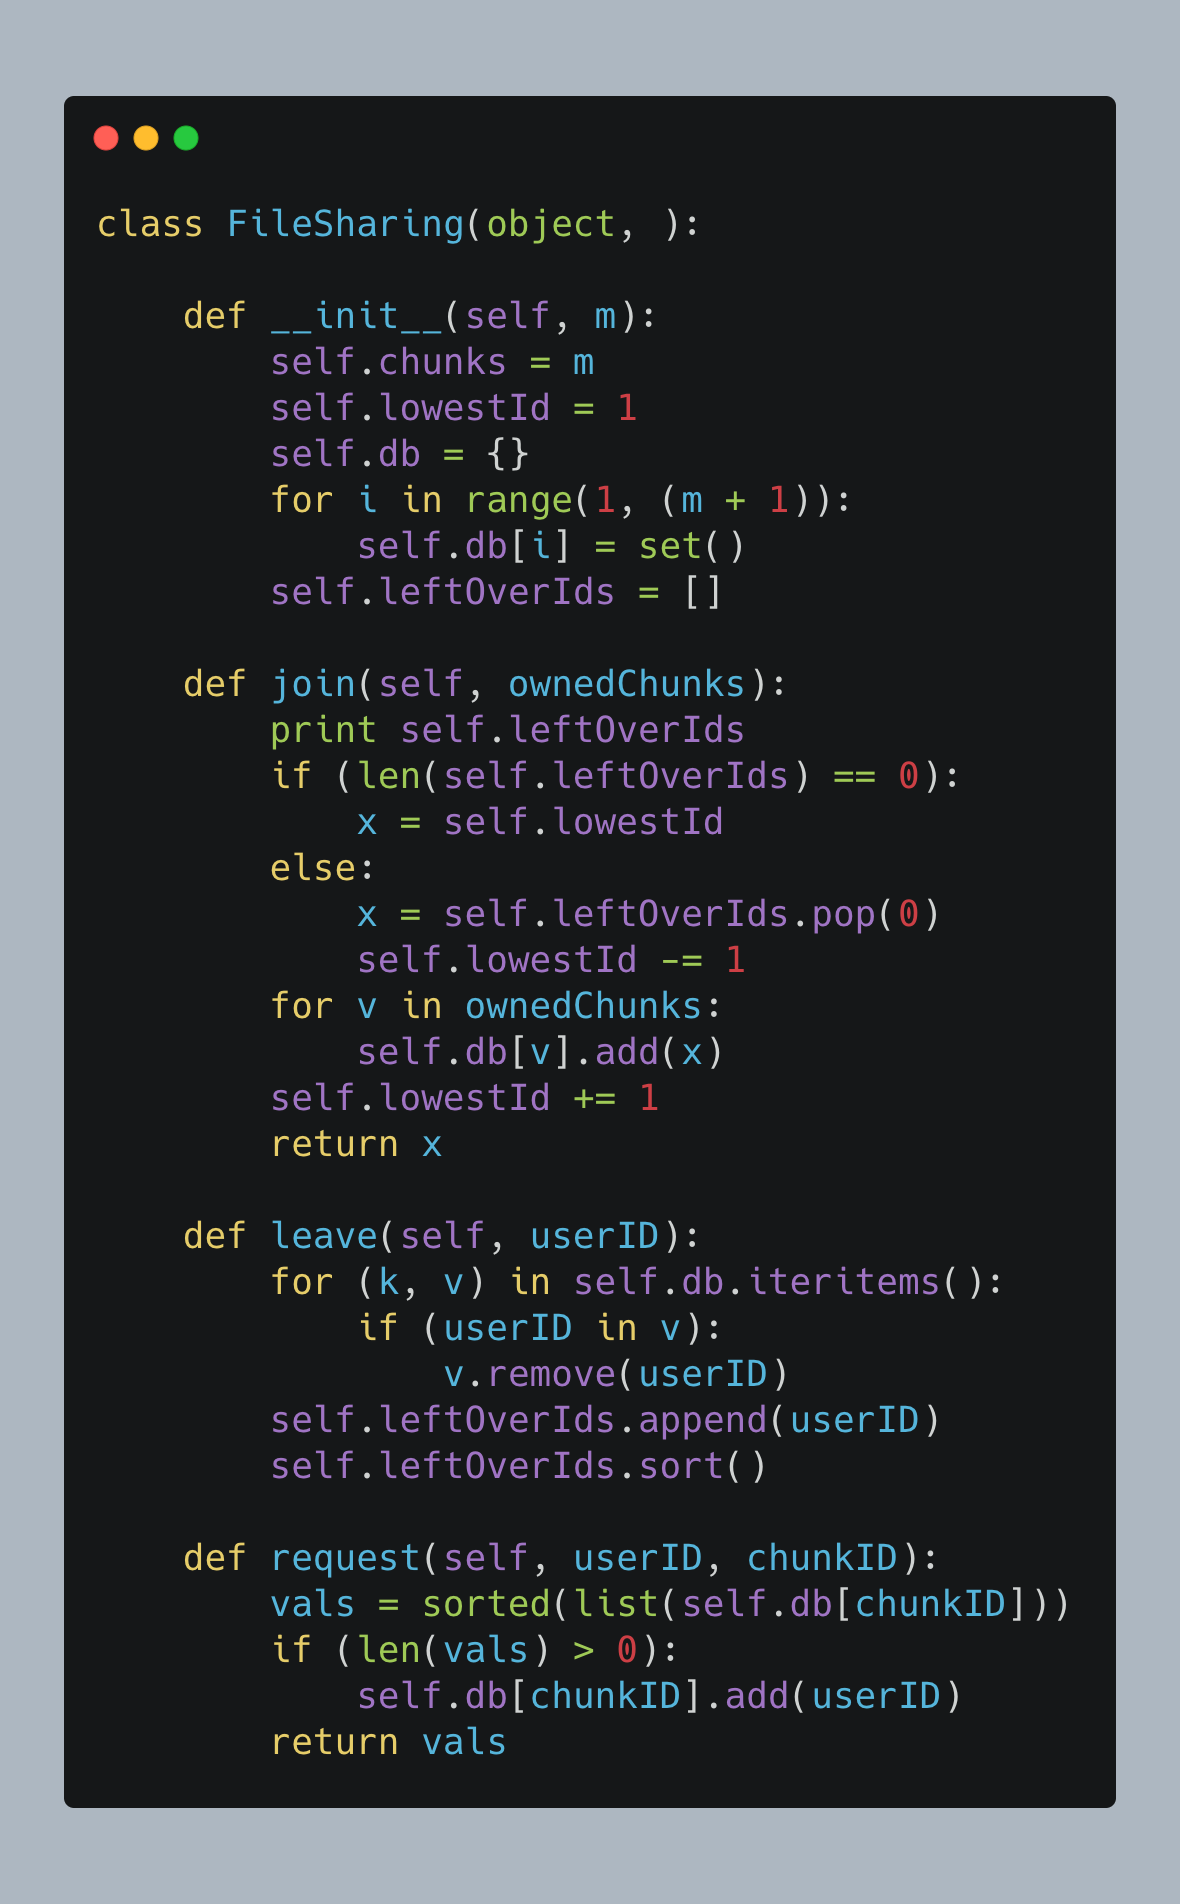 class FileSharing(object, ):

    def __init__(self, m):
        self.chunks = m
        self.lowestId = 1
        self.db = {}
        for i in range(1, (m + 1)):
            self.db[i] = set()
        self.leftOverIds = []

    def join(self, ownedChunks):
        print self.leftOverIds
        if (len(self.leftOverIds) == 0):
            x = self.lowestId
        else:
            x = self.leftOverIds.pop(0)
            self.lowestId -= 1
        for v in ownedChunks:
            self.db[v].add(x)
        self.lowestId += 1
        return x

    def leave(self, userID):
        for (k, v) in self.db.iteritems():
            if (userID in v):
                v.remove(userID)
        self.leftOverIds.append(userID)
        self.leftOverIds.sort()

    def request(self, userID, chunkID):
        vals = sorted(list(self.db[chunkID]))
        if (len(vals) > 0):
            self.db[chunkID].add(userID)
        return vals